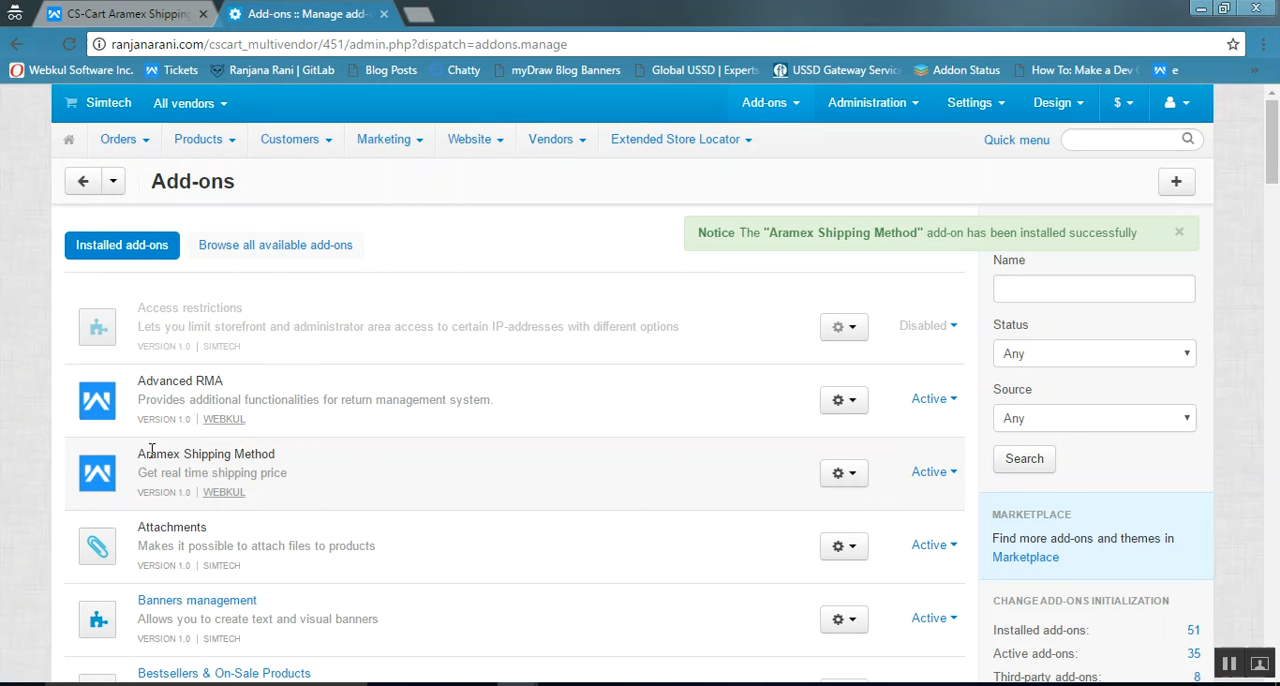 CS-Cart Aramex Shipping
Add-ons :: Manage add-
ranjanarani.com/cscart_multivendor/451/admin.php?dispatch=addons.manage
Webkul Software Inc. Tickets Ranjana Rani | GitLab Blog Posts Chatty myDraw Blog Banners Global USSD | Experts USSD Gateway Servic Addon Status How To: Make a Dev e »
Simtech All vendors Add-ons Administration Settings Design $
Orders Products Customers Marketing Website Vendors Extended Store Locator Quick menu
Add-ons
Installed add-ons Browse all available add-ons
Notice The "Aramex Shipping Method" add-on has been installed successfully ×
Access restrictions
Lets you limit storefront and administrator area access to certain IP-addresses with different options
VERSION 1.0 | SIMTECH
Disabled
Advanced RMA
Provides additional functionalities for return management system.
VERSION 1.0 | WEBKUL
Active
Aramex Shipping Method
Get real time shipping price
VERSION 1.0 | WEBKUL
Active
Attachments
Makes it possible to attach files to products
VERSION 1.0 | SIMTECH
Active
Banners management
Allows you to create text and visual banners
VERSION 1.0 | SIMTECH
Active
Bestsellers & On-Sale Products
Name
Status
Any
Source
Any
Search
MARKETPLACE
Find more add-ons and themes in
Marketplace
CHANGE ADD-ONS INITIALIZATION
Installed add-ons: 51
Active add-ons: 35
Third-party add-ons: 8